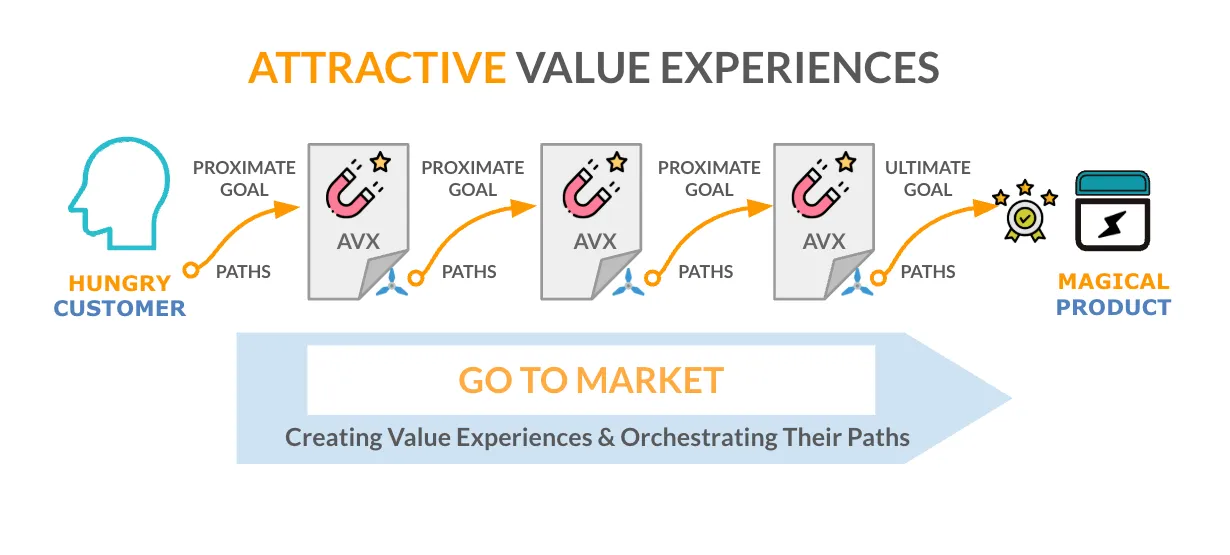 ATTRACTIVE VALUE EXPERIENCES
PROXIMATE
GOAL
PATHS
HUNGRY
CUSTOMER
AVX
PROXIMATE
GOAL
PATHS
AVX
PROXIMATE
GOAL
PATHS
AVX
ULTIMATE
GOAL
PATHS
MAGICAL
PRODUCT
GO TO MARKET
Creating Value Experiences & Orchestrating Their Paths